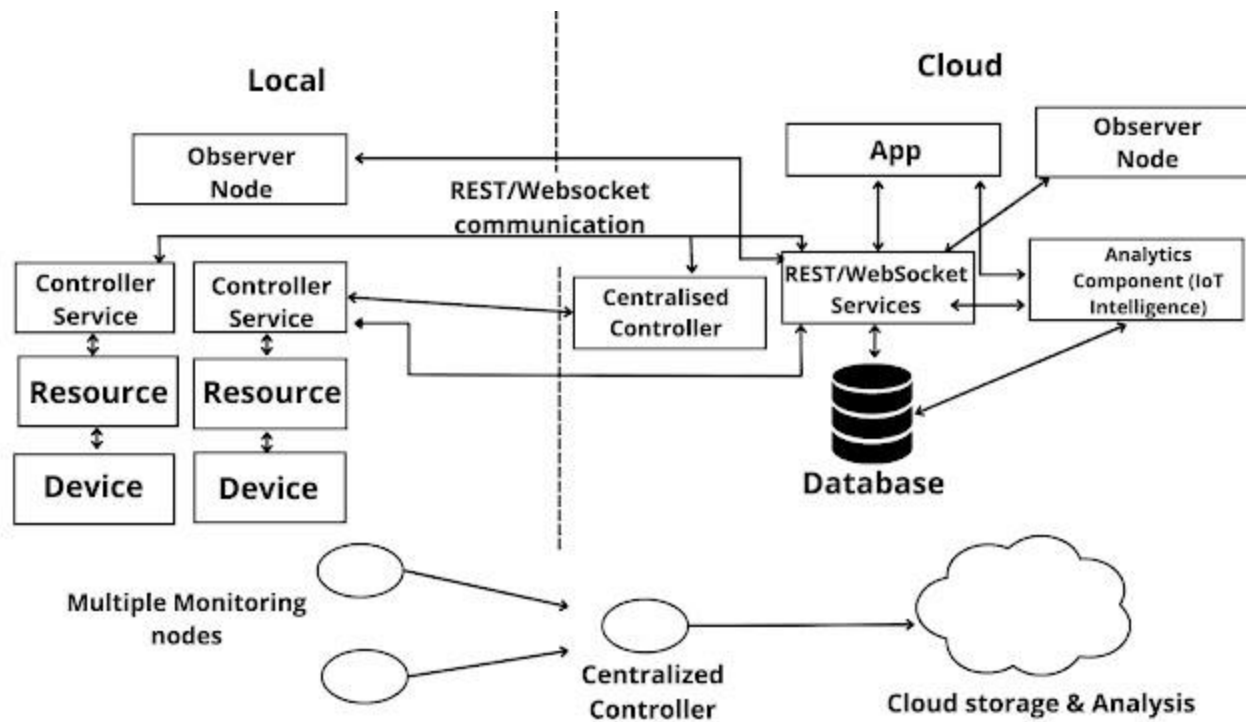 Local
Cloud
Observer
Node
App
Observer
Node
REST/Websocket
communication
Controller
Service
Controller
Service
Centralised
Controller
REST/WebSocket
Services
Analytics
Component (IoT
Intelligence)
Resource
Resource
Device
Device
Database
Multiple Monitoring
nodes
Centralized
Controller
Cloud storage & Analysis